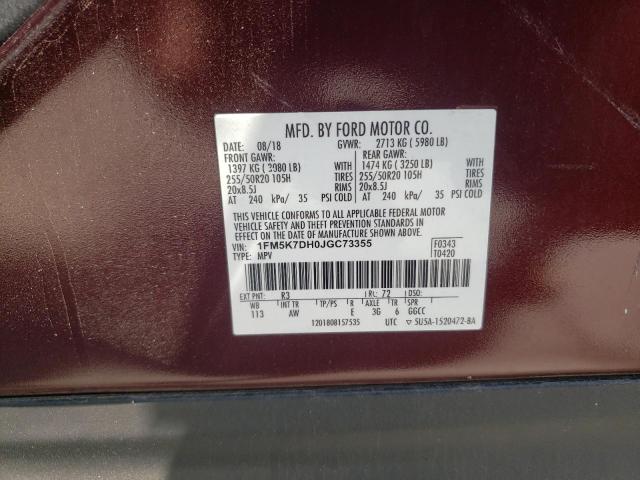 MFD. BY FORD MOTOR CO.
DATE: 08/18 GVWR: 2713 KG ( 5980 LB)
FRONT GAWR: REAR GAWR:
1397 KG ( 3080 LB) WITH 1474 KG ( 3250 LB) WITH
255/50R20 105H TIRES 255/50R20 105H TIRES
20x8.5J RIMS 20x8.5J RIMS
AT 240 kPa/ 35 PSI COLD AT 240 kPa/ 35 PSI COLD
THIS VEHICLE CONFORMS TO ALL APPLICABLE FEDERAL MOTOR
VEHICLE SAFETY AND THEFT PREVENTION STANDARDS IN EFFECT
ON THE DATE OF MANUFACTURE SHOWN ABOVE.
VIN: 1FM5K7DH0JGC73355 F0343
TYPE: MPV T0420
EXT PNT: R3 RC: 72 DSO:
WB INT TR TP/PS R AXLE TR SPR
113 AW E 3G 6 GGCC
1201808157535 UTC ▽ 5U5A-1520472-BA